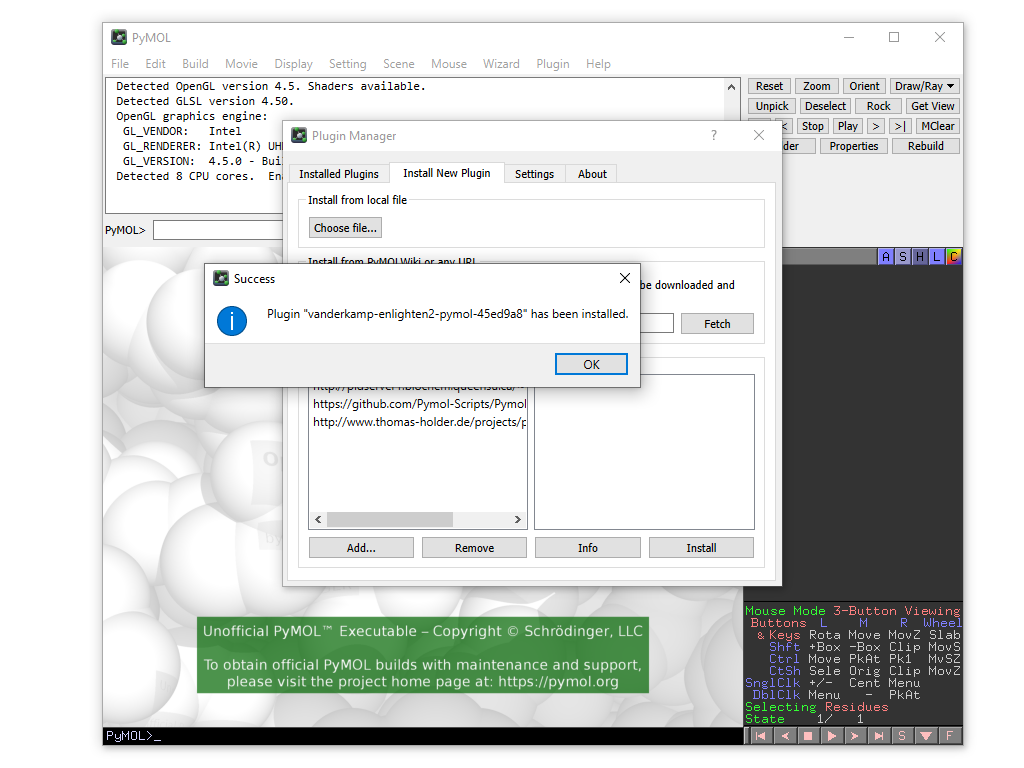 PyMOL
File Edit Build Movie Display Setting Scene Mouse Wizard Plugin Help
Detected OpenGL version 4.5. Shaders available.
Detected GLSL version 4.50.
OpenGL graphics engine:
GL_VENDOR: Intel
GL_RENDERER: Intel(R) UH
GL_VERSION: 4.5.0 - Bui
Detected 8 CPU cores. En
PyMOL>
Reset Zoom Orient Draw/Ray
Unpick Deselect Rock Get View
< Stop Play > >| MClear
der Properties Rebuild
Plugin Manager
? 
Installed Plugins Install New Plugin Settings About
Install from local file
Choose file...
Install from PyMOLWiki or any URL
be downloaded and
Fetch
Success
Plugin "vanderkamp-enlighten2-pymol-45ed9a8" has been installed.
OK
https://github.com/Pymol-Scripts/Pymol
http://www.thomas-holder.de/projects/p
Add... Remove Info Install
A S H L C
Unofficial PyMOL™ Executable – Copyright © Schrödinger, LLC
To obtain official PyMOL builds with maintenance and support,
please visit the project home page at: https://pymol.org
Mouse Mode 3-Button Viewing
Buttons L M R Wheel
& Keys Rota Move MovZ Slab
Shft +Box -Box Clip MovS
Ctrl Move PkAt Pk1 MvSZ
CtSh Sele Orig Clip MovZ
SnglClk +/- Cent Menu
DblClk Menu - PkAt
Selecting Residues
State 1/ 1
PyMOL>_
S F